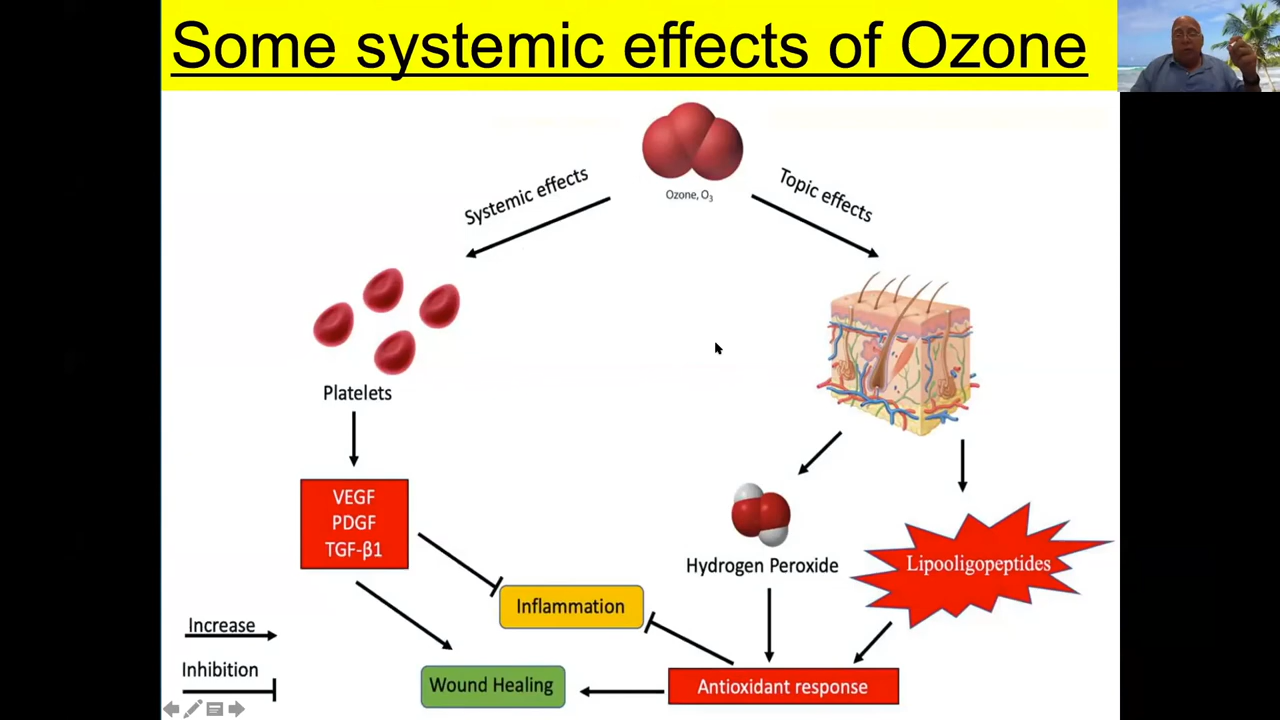 Some systemic effects of Ozone
Ozone, O3
Systemic effects
Topic effects
Platelets
VEGF
PDGF
TGF-β1
Hydrogen Peroxide
Lipooligopeptides
Inflammation
Increase
Inhibition
Wound Healing
Antioxidant response